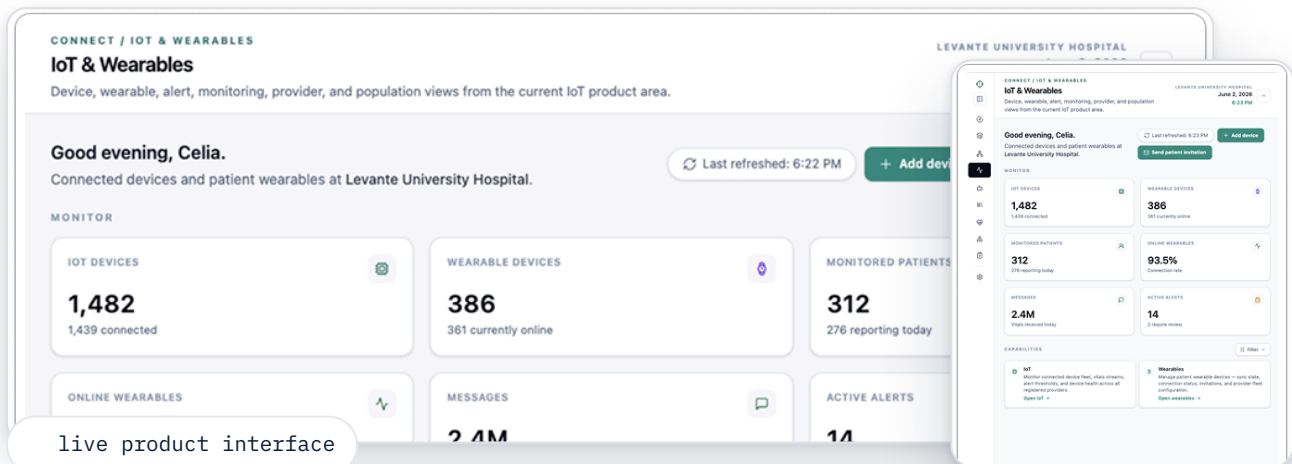 CONNECT / IOT & WEARABLES
IoT & Wearables
Device, wearable, alert, monitoring, provider, and population views from the current IoT product area.
LEVANTE UNIVERSITY HOSPITAL
Good evening, Celia.
Connected devices and patient wearables at Levante University Hospital.
Last refreshed: 6:22 PM
+ Add devi
MONITOR
IOT DEVICES
1,482
1,439 connected
WEARABLE DEVICES
386
361 currently online
MONITORED PATIENTS
312
276 reporting today
ONLINE WEARABLES
MESSAGES
2.4M
ACTIVE ALERTS
14
live product interface
CONNECT / IOT & WEARABLES
IoT & Wearables
Device, wearable, alert, monitoring, provider, and population
views from the current IoT product area.
LEVANTE UNIVERSITY HOSPITAL
June 2, 2026
6:23 PM
Good evening, Celia.
Connected devices and patient wearables at
Levante University Hospital.
Last refreshed: 6:23 PM
+ Add device
Send patient invitation
MONITOR
IOT DEVICES
1,482
1,439 connected
WEARABLE DEVICES
386
361 currently online
MONITORED PATIENTS
312
276 reporting today
ONLINE WEARABLES
93.5%
Connection rate
MESSAGES
2.4M
Vitals received today
ACTIVE ALERTS
14
require review
CAPABILITIES
Filter
IoT
Monitor connected device fleet, vitals streams,
alert thresholds, and device health across all
registered providers.
Open IoT →
Wearables
Manage patient wearable devices — sync state,
connection status, invitations, and provider fleet
configuration.
Open wearables →